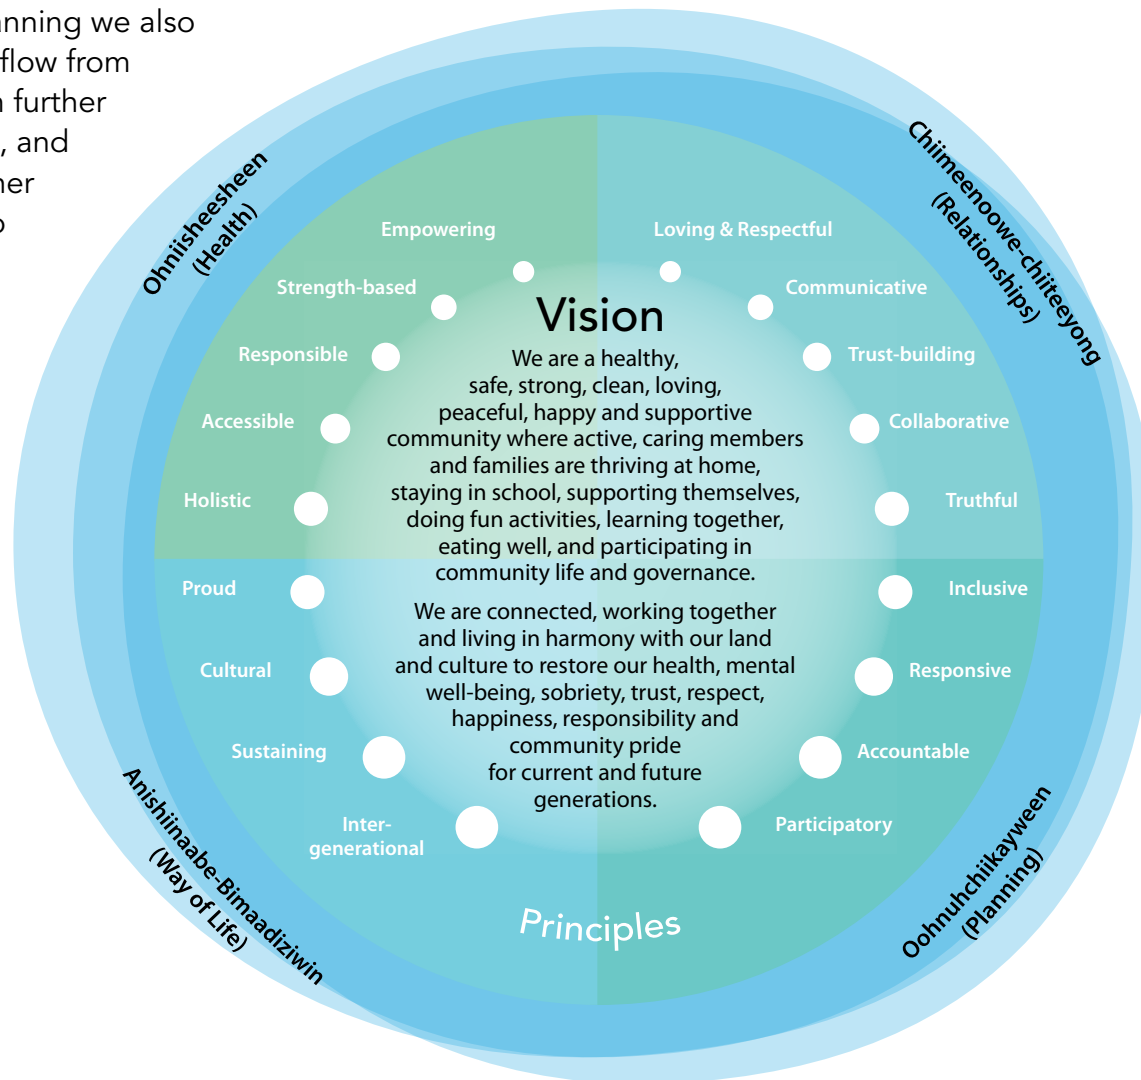 anning we also
flow from
further
, and
Ohniisheesheen
(Health)
Chiimeenoowe-chiiteeyong
(Relationships)
Empowering
Strength-based
Responsible
Accessible
Holistic
Loving & Respectful
Communicative
Trust-building
Collaborative
Truthful
Vision
We are a healthy,
safe, strong, clean, loving,
peaceful, happy and supportive
community where active, caring members
and families are thriving at home,
staying in school, supporting themselves,
doing fun activities, learning together,
eating well, and participating in
community life and governance.
We are connected, working together
and living in harmony with our land
and culture to restore our health, mental
well-being, sobriety, trust, respect,
happiness, responsibility and
community pride
for current and future
generations.
Proud
Cultural
Sustaining
Inter-
generational
Inclusive
Responsive
Accountable
Participatory
Principles
Anishiinaabe-Bimaadiziwin
(Way of Life)
Oohnuhchiikayween
(Planning)